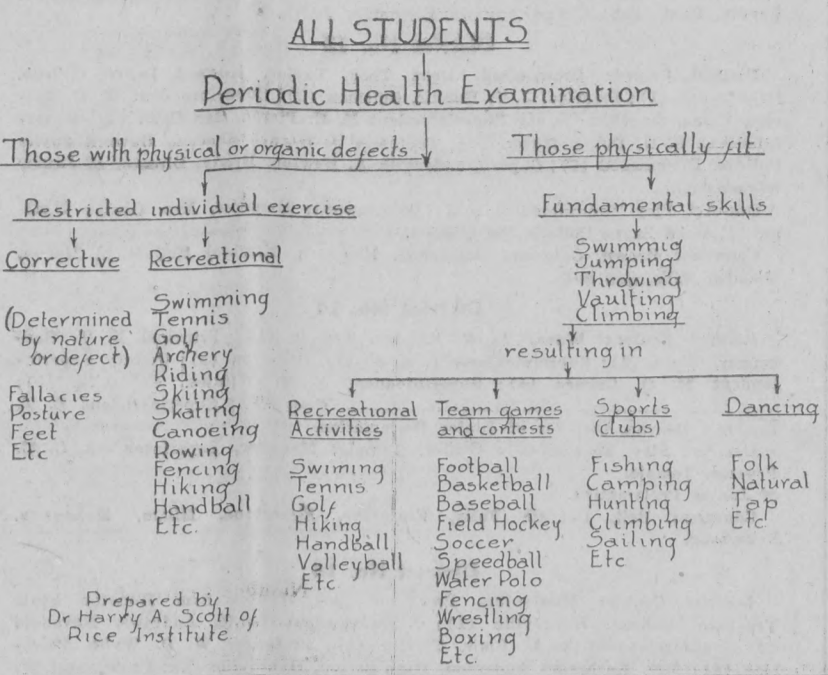 ALL STUDENTS
Periodic Health Examination
Those with physical or organic defects
Those physically fit
Restricted individual exercise
Fundamental skills
Swimmig
Jumping
Throwing
Vaulting
Climbing
resulting in
Corrective
(Determined
by nature
or defect)
Fallacies
Posture
Feet
Etc
Recreational
Swimming
Tennis
Golf
Archery
Riding
Skiing
Skating
Canoeing
Rowing
Fencing
Hiking
Handball
Etc.
Recreational
Activities
Swiming
Tennis
Golf
Hiking
Handball
Volleyball
Etc
Team games
and contests
Football
Basketball
Baseball
Field Hockey
Soccer
Speedball
Water Polo
Fencing
Wrestling
Boxing
Etc.
Sports
(clubs)
Fishing
Camping
Hunting
Climbing
Sailing
Etc
Dancing
Folk
Natural
Tap
Etc
Prepared by
Dr Harry A. Scott of
Rice Institute